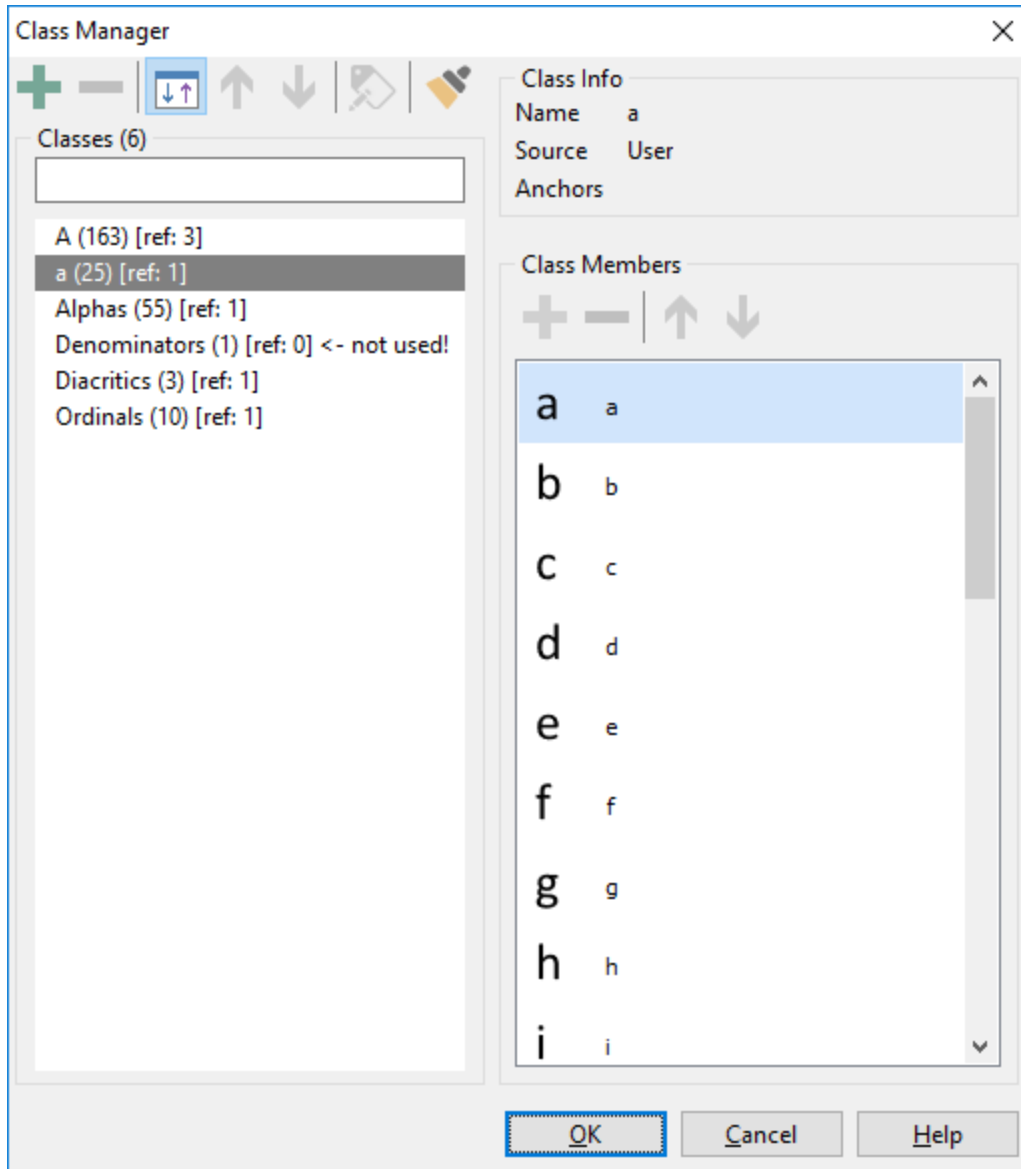 Class Manager
Classes (6)
A (163) [ref: 3]
a (25) [ref: 1]
Alphas (55) [ref: 1]
Denominators (1) [ref: 0] <- not used!
Diacritics (3) [ref: 1]
Ordinals (10) [ref: 1]
Class Info
Name a
Source User
Anchors
Class Members
a a
b b
c c
d d
e e
f f
g g
h h
i i
OK Cancel Help